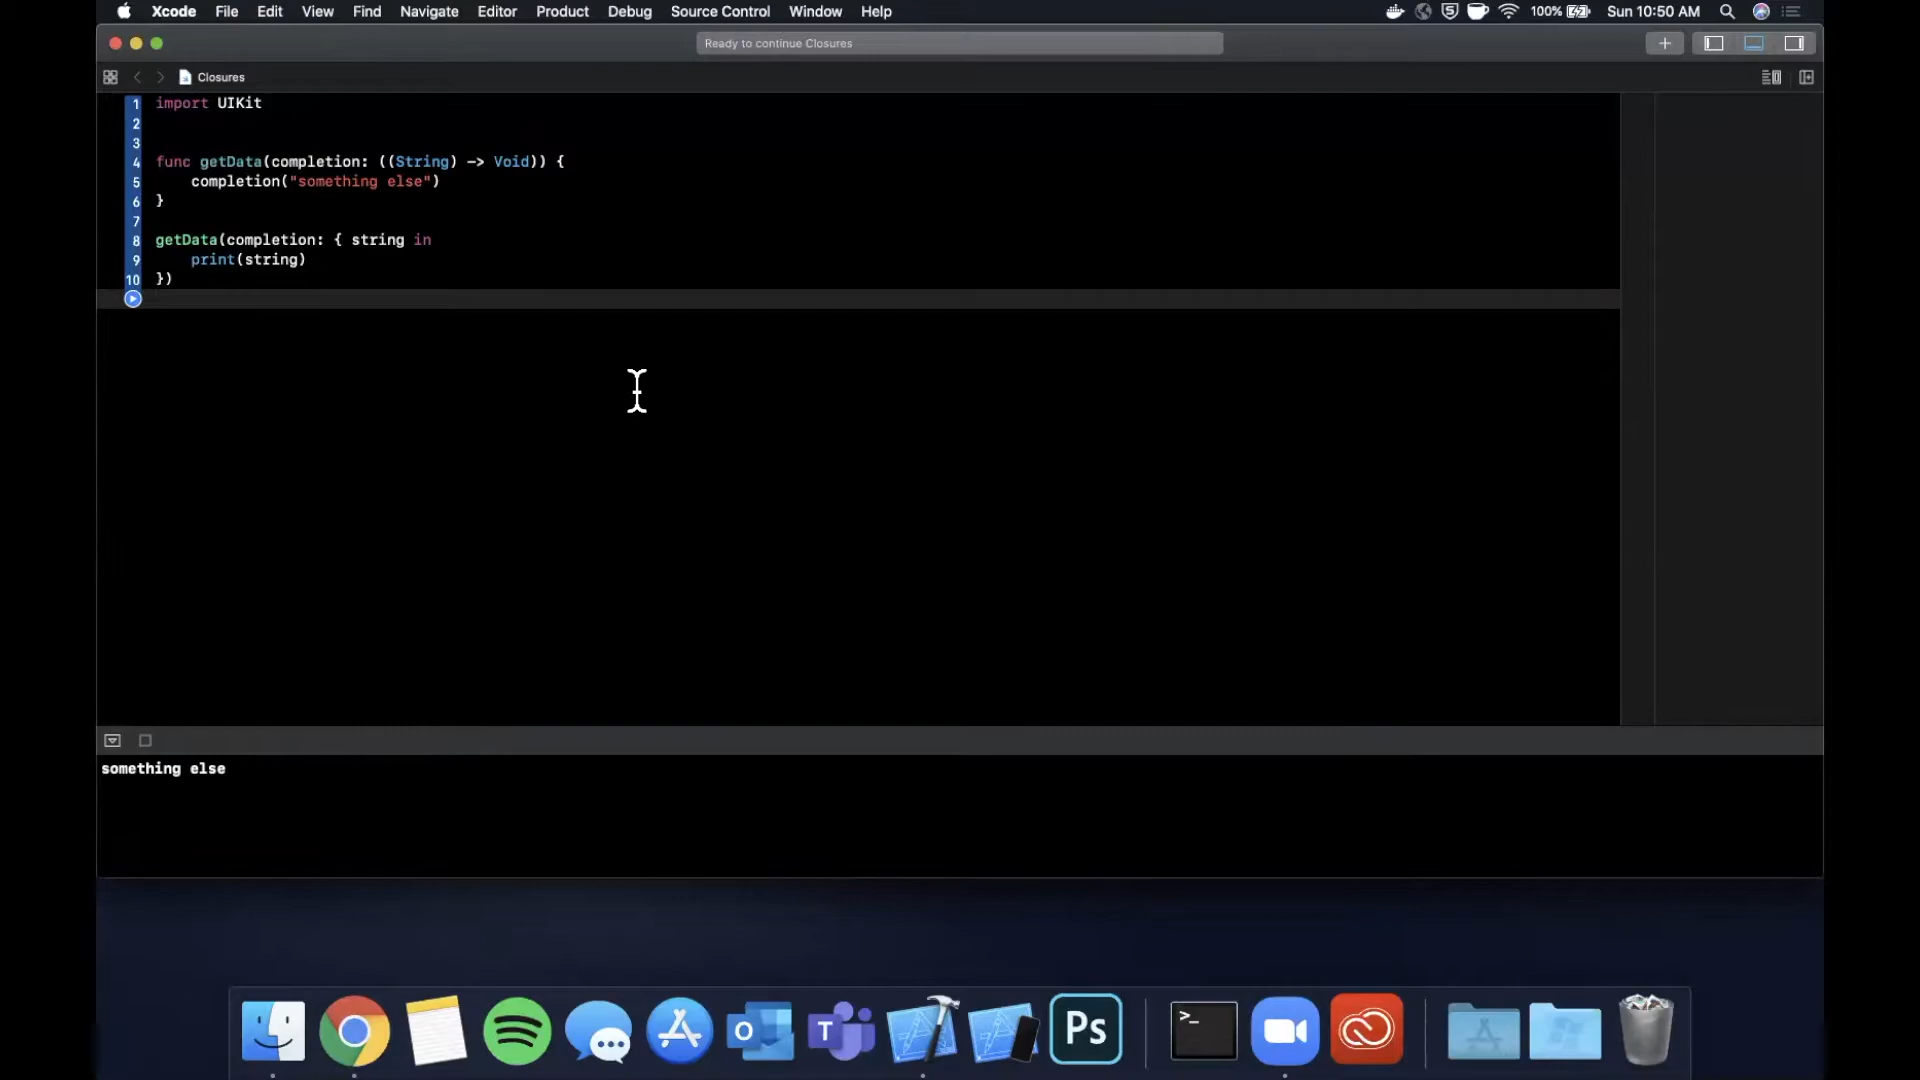 Xcode File Edit View Find Navigate Editor Product Debug Source Control Window Help
5 100% Sun 10:50 AM
Ready to continue Closures
Closures
1 import UIKit
2
3
4 func getData(completion: ((String) -> Void)) {
5 completion("something else")
6 }
7
8 getData(completion: { string in
9 print(string)
10 })
something else
O T Ps >_